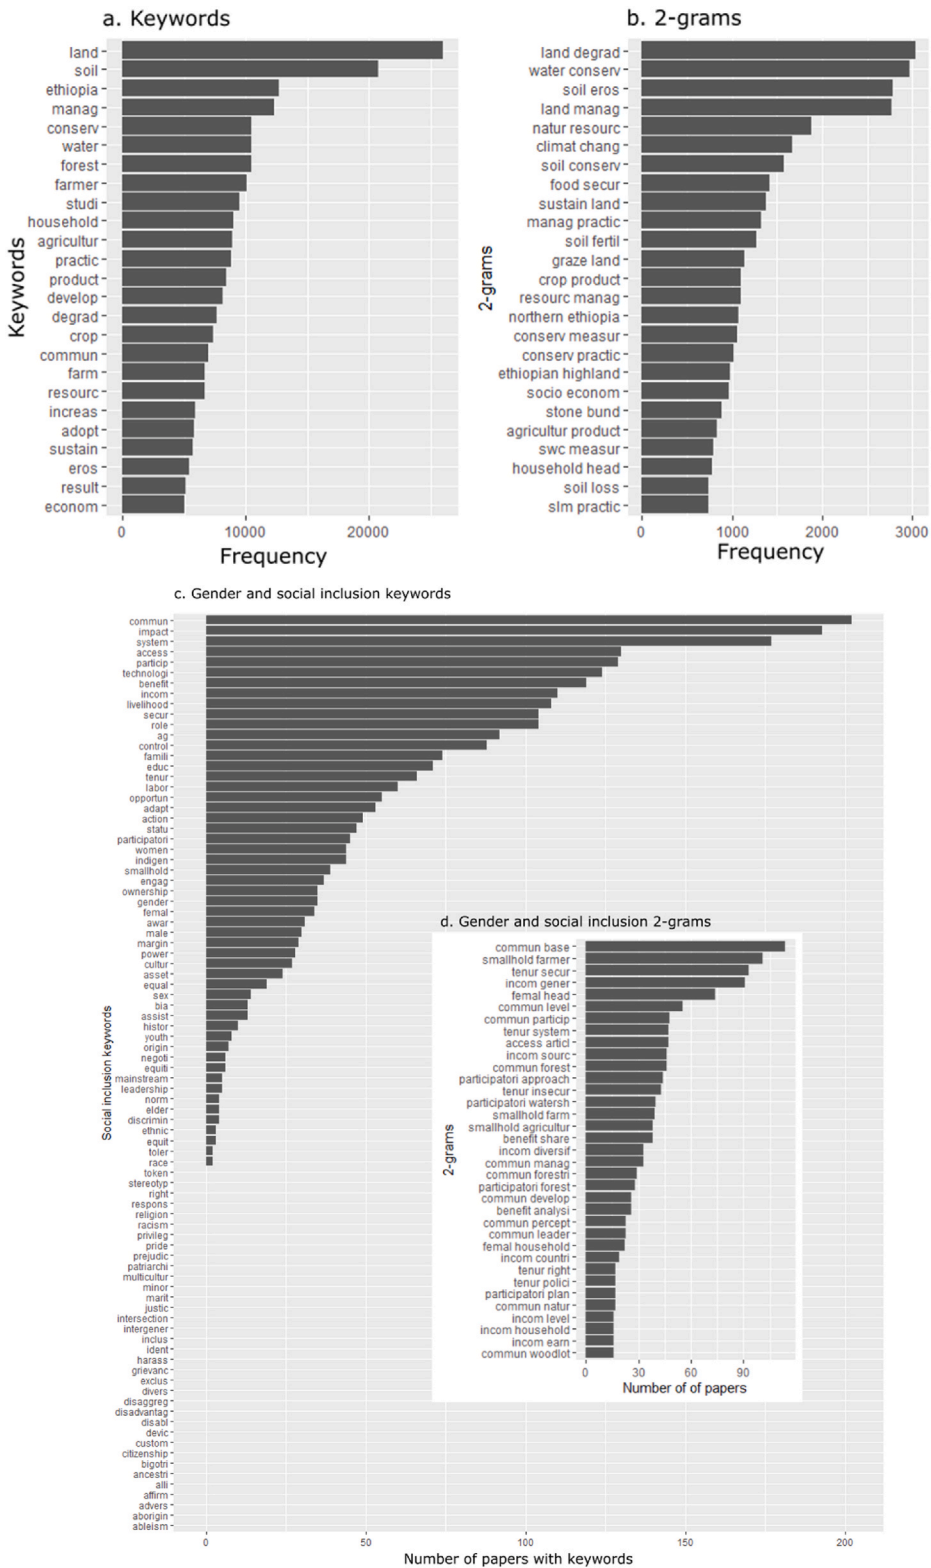 a. Keywords
land
soil
ethiopia
manag
conserv
water
forest
farmer
studi
household
agricultur
practic
product
develop
degrad
crop
commun
farm
resourc
increas
adopt
sustain
eros
result
econom
Keywords
0 10000 20000
Frequency
b. 2-grams
land degrad
water conserv
soil eros
land manag
natur resourc
climat chang
soil conserv
food secur
sustain land
manag practic
soil fertil
graze land
crop product
resourc manag
northern ethiopia
conserv measur
conserv practic
ethiopian highland
socio econom
stone bund
agricultur product
swc measur
household head
soil loss
slm practic
2-grams
0 1000 2000 3000
Frequency
c. Gender and social inclusion keywords
commun
impact
system
access
particip
technologi
benefit
incom
livelihood
secur
role
ag
control
famili
educ
tenur
labor
opportun
adapt
action
statu
participatori
women
indigen
smallhold
engag
ownership
gender
femal
awar
male
margin
power
cultur
asset
equal
sex
bia
assist
histor
youth
origin
negoti
equiti
mainstream
leadership
norm
elder
discrimin
ethnic
equit
toler
race
token
stereotyp
right
respons
religion
racism
privileg
pride
prejudic
patriarchi
multicultur
minor
marit
justic
intersection
intergener
inclus
ident
harass
grievanc
exclus
divers
disaggreg
disadvantag
disabl
devic
custom
citizenship
bigotri
ancestri
alli
affirm
advers
aborigin
ableism
Social inclusion keywords
0 50 100 150 200
Number of papers with keywords
d. Gender and social inclusion 2-grams
commun base
smallhold farmer
tenur secur
incom gener
femal head
commun level
commun particip
tenur system
access articl
incom sourc
commun forest
participatori approach
tenur insecur
participatori watersh
smallhold farm
smallhold agricultur
benefit share
incom diversif
commun manag
commun forestri
participatori forest
commun develop
benefit analysi
commun percept
commun leader
femal household
incom countri
tenur right
tenur polici
participatori plan
commun natur
incom level
incom household
incom earn
commun woodlot
2-grams
0 30 60 90
Number of of papers